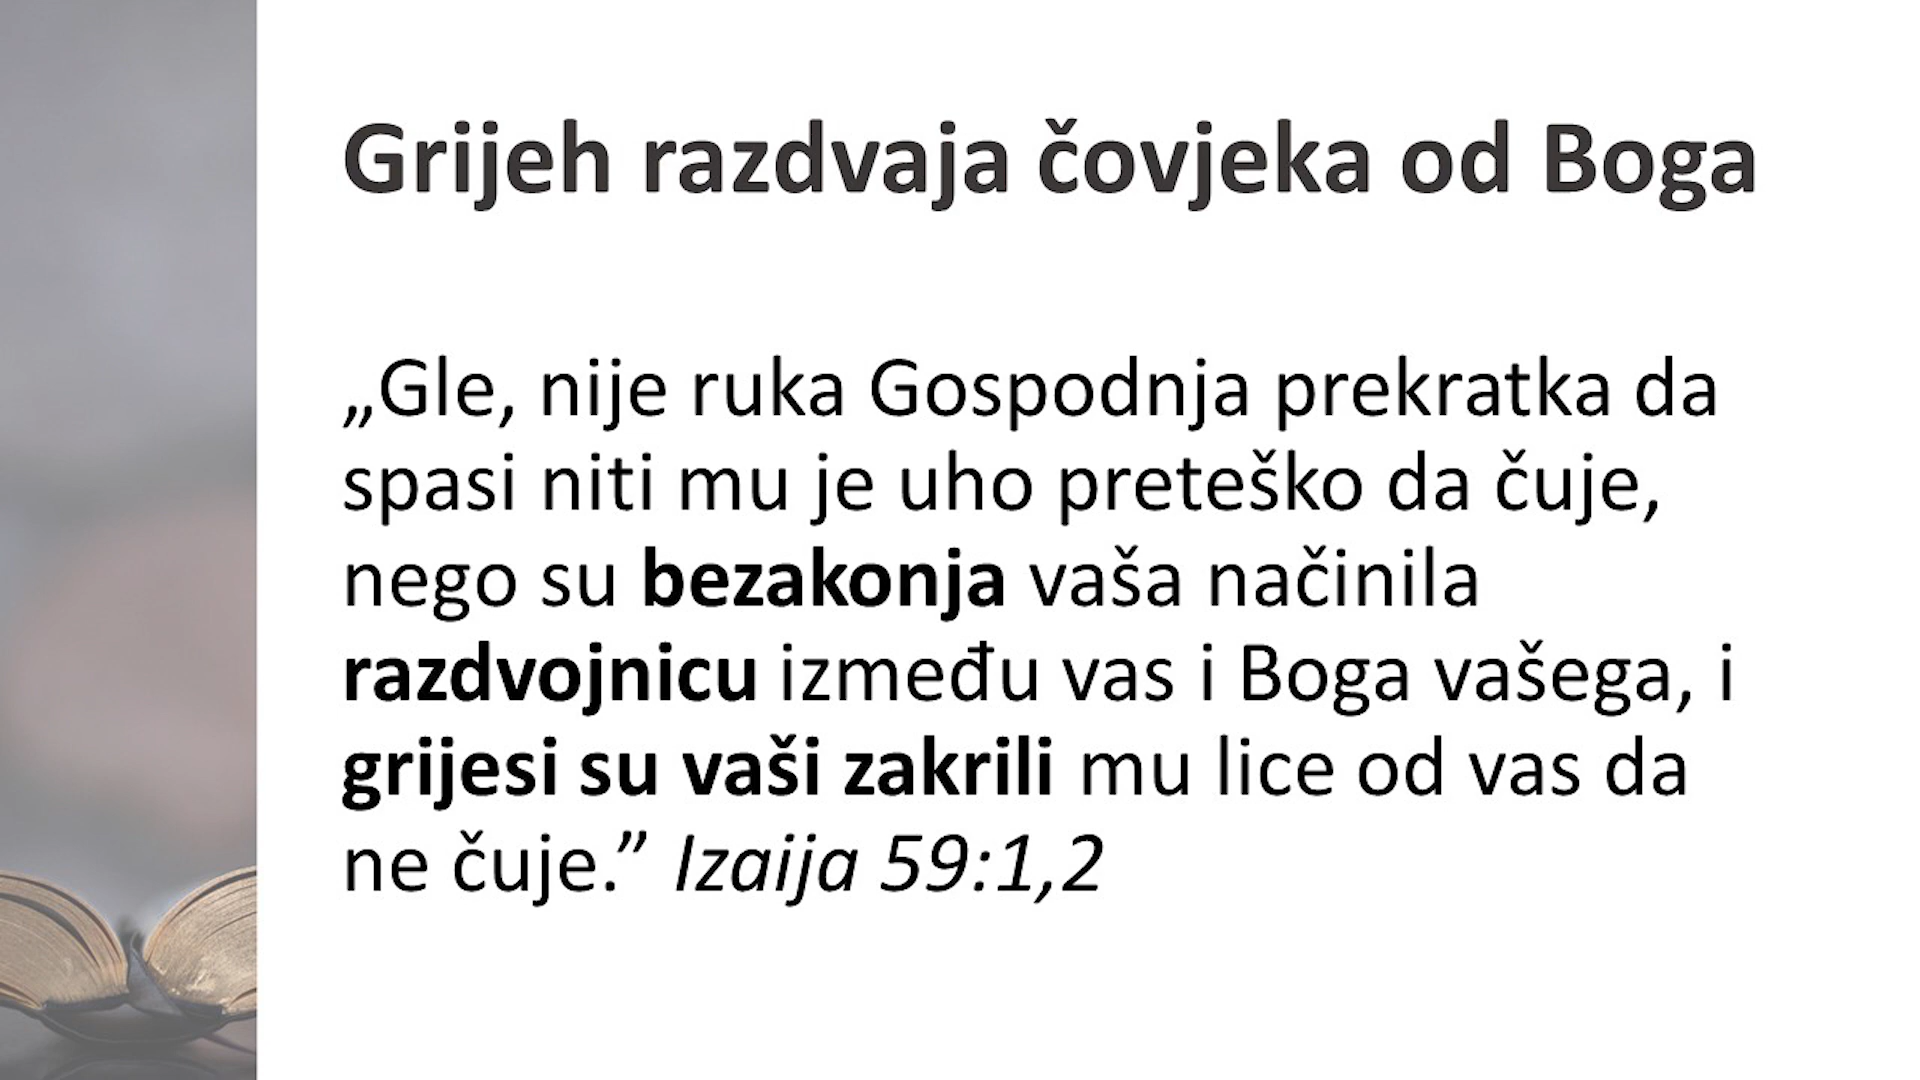 Grijeh razdvaja čovjeka od Boga
„Gle, nije ruka Gospodnja prekratka da
spasi niti mu je uho preteško da čuje,
nego su bezakonja vaša načinila
razdvojnicu između vas i Boga vašega, i
grijesi su vaši zakrili mu lice od vas da
ne čuje.” Izaija 59:1,2